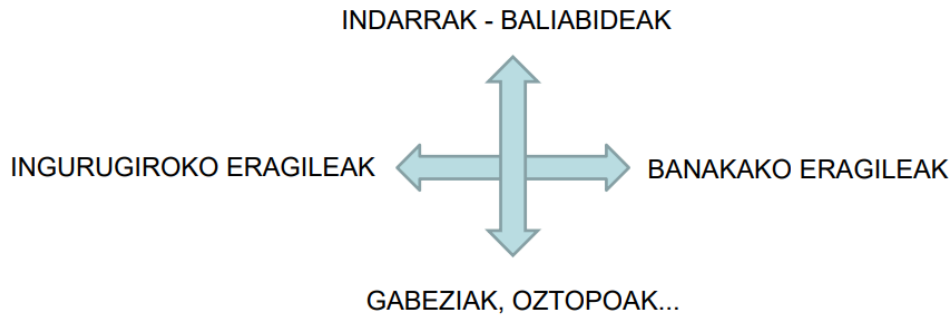 INDARRAK - BALIABIDEAK
INGURUGIROKO ERAGILEAK
BANAKAKO ERAGILEAK
GABEZIAK, OZTOPOAK...